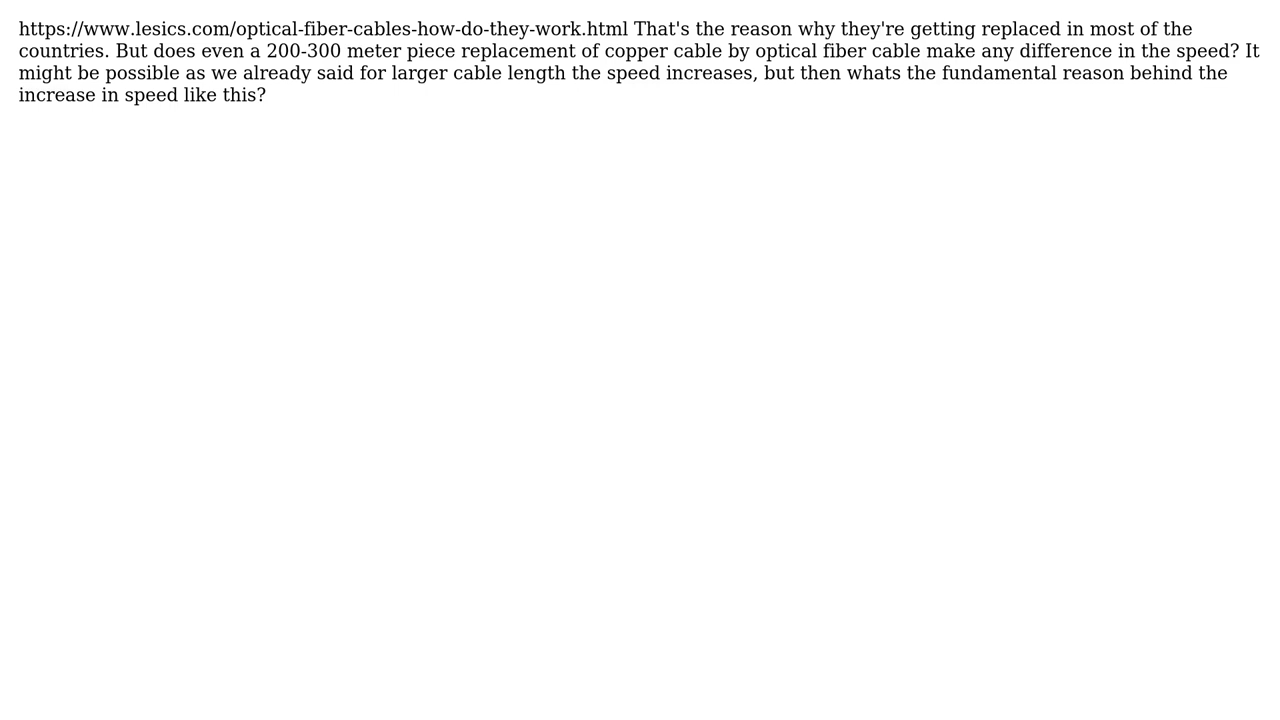 https://www.lesics.com/optical-fiber-cables-how-do-they-work.html That's the reason why they're getting replaced in most of the
countries. But does even a 200-300 meter piece replacement of copper cable by optical fiber cable make any difference in the speed? It
might be possible as we already said for larger cable length the speed increases, but then whats the fundamental reason behind the
increase in speed like this?